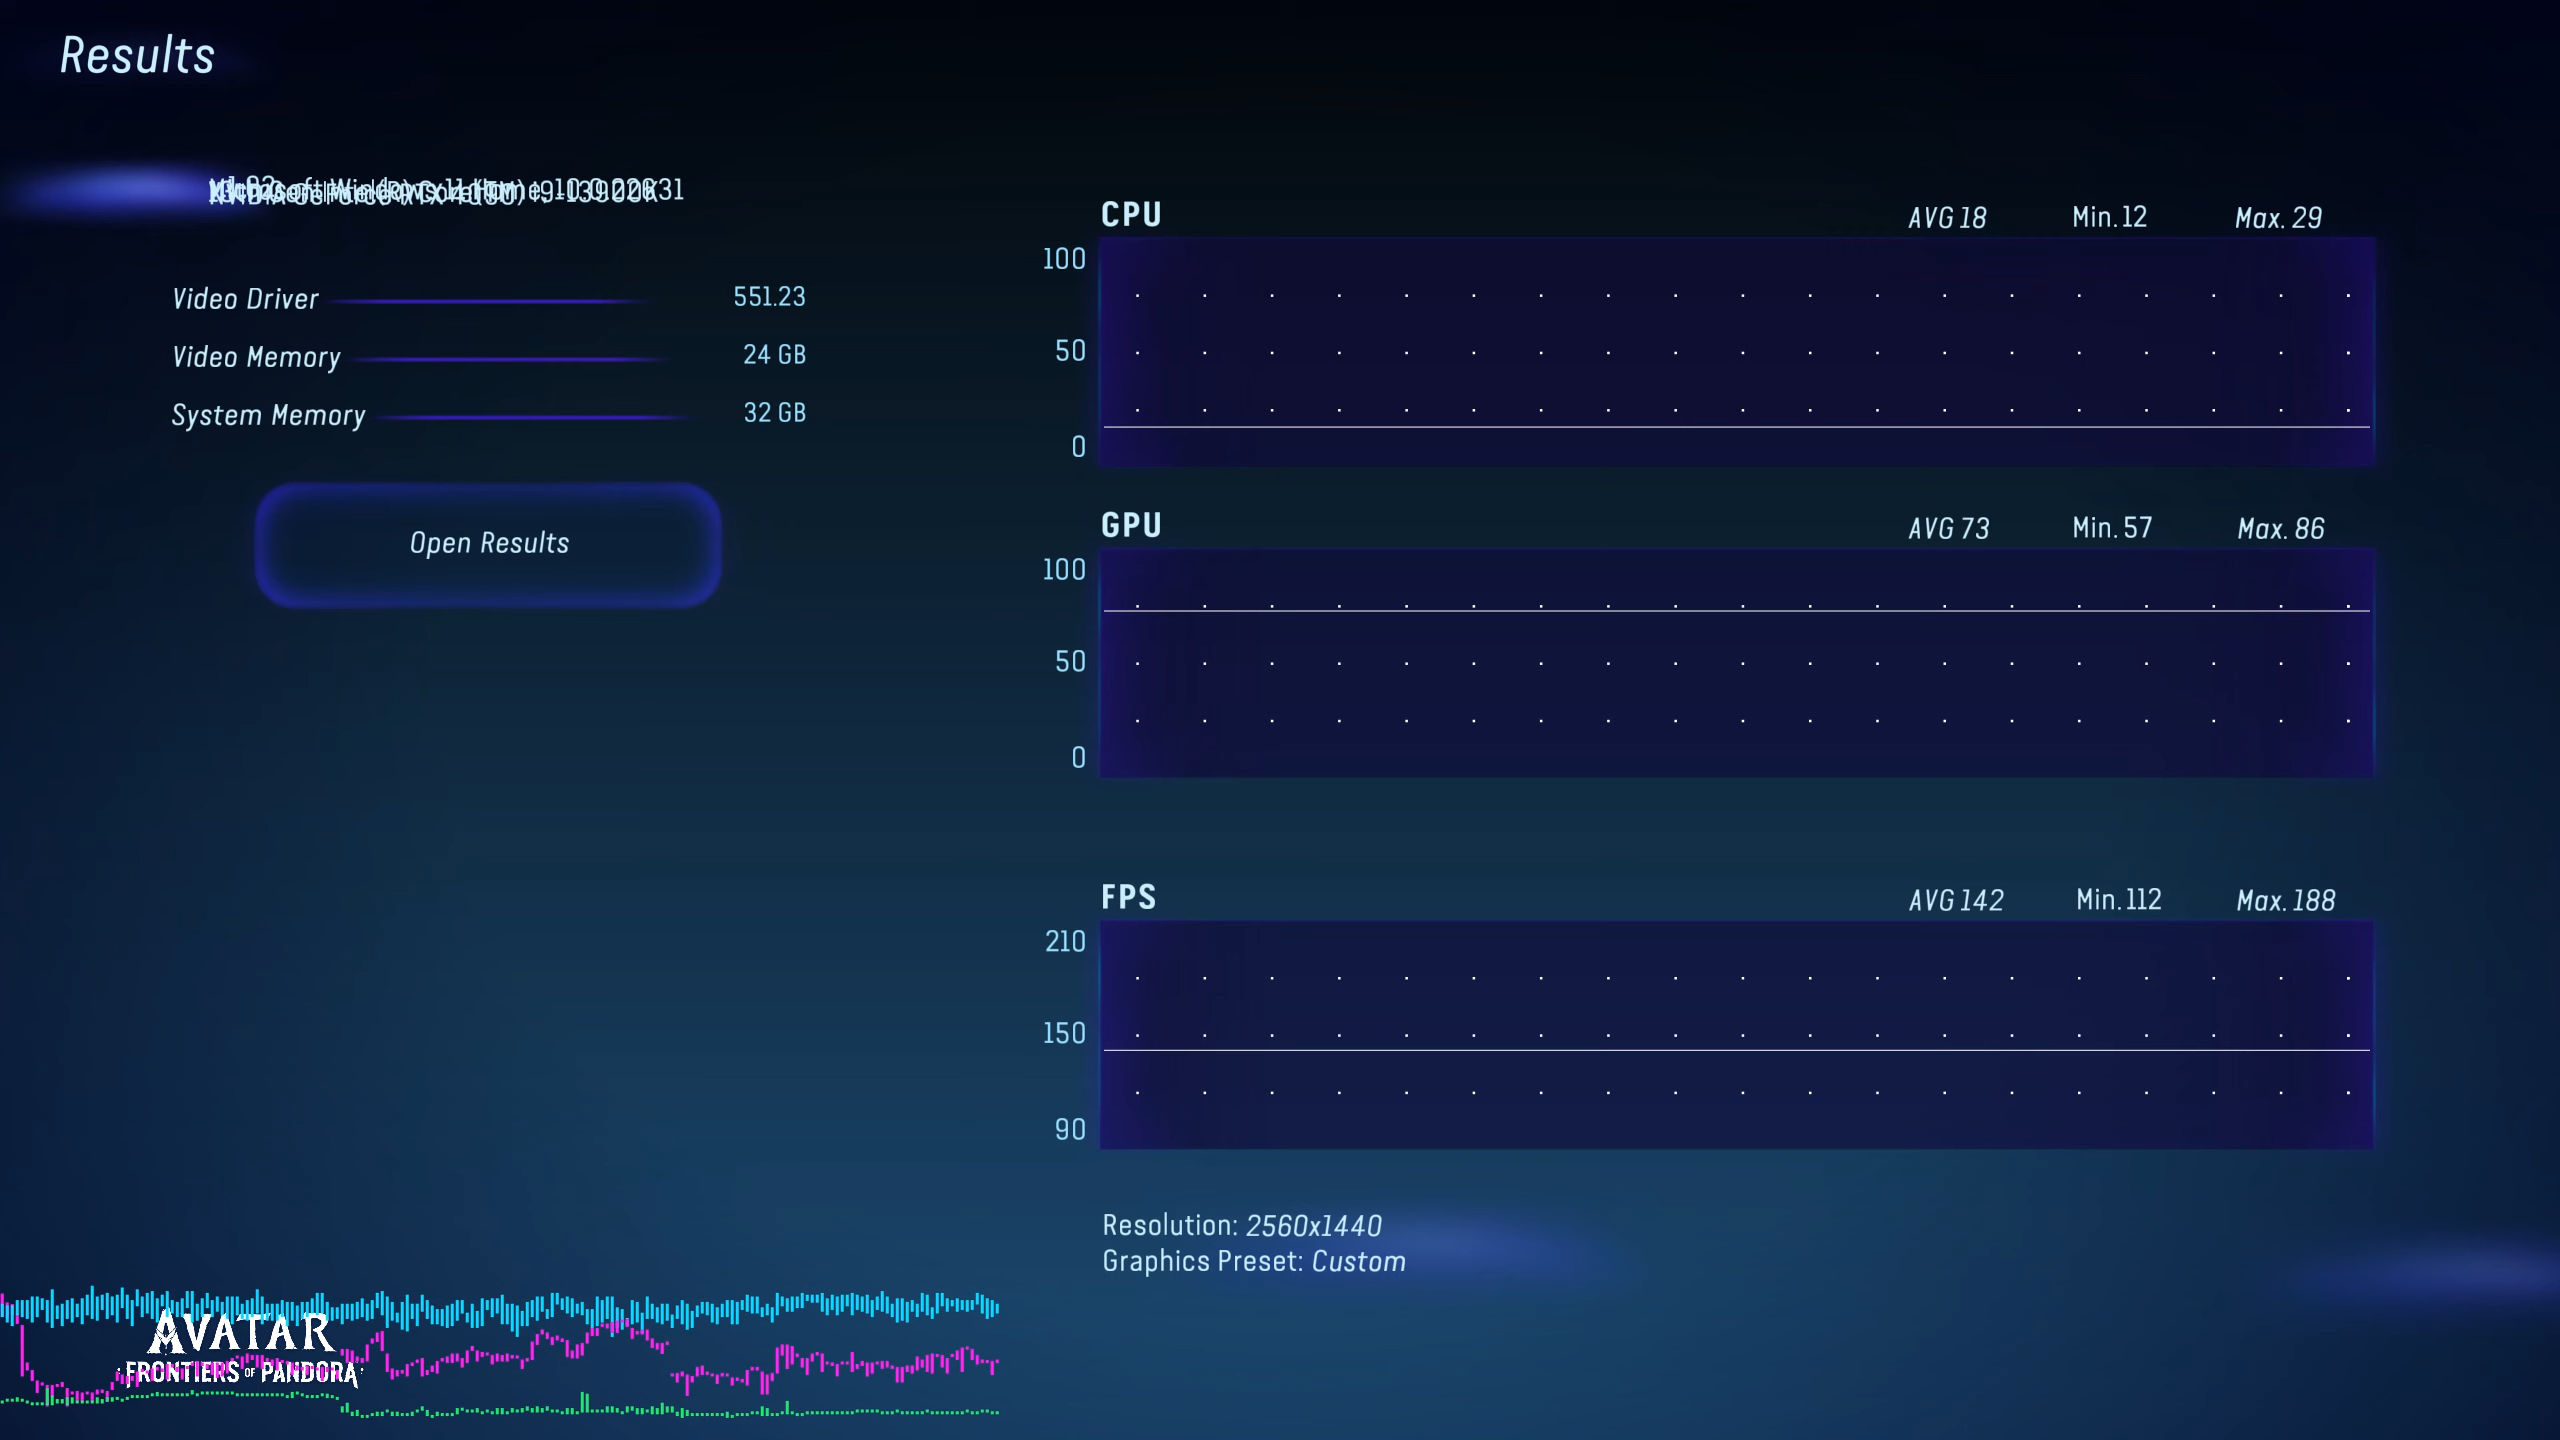 Results
Video Driver 551.23
Video Memory 24 GB
System Memory 32 GB
Open Results
CPU AVG 18 Min. 12 Max. 29
100
50
0
GPU AVG 73 Min. 57 Max. 86
100
50
0
FPS AVG 142 Min. 112 Max. 188
210
150
90
Resolution: 2560x1440
Graphics Preset: Custom
AVATAR
FRONTIERS OF PANDORA